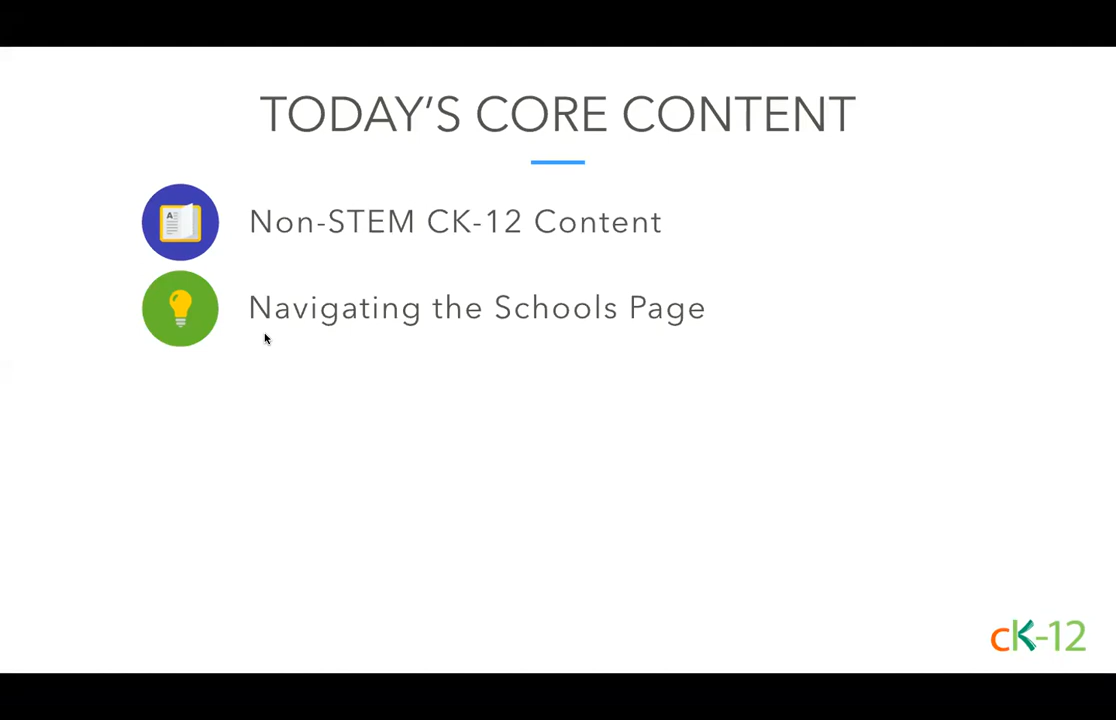 TODAY’S CORE CONTENT
Non-STEM CK-12 Content
Navigating the Schools Page
cK-12